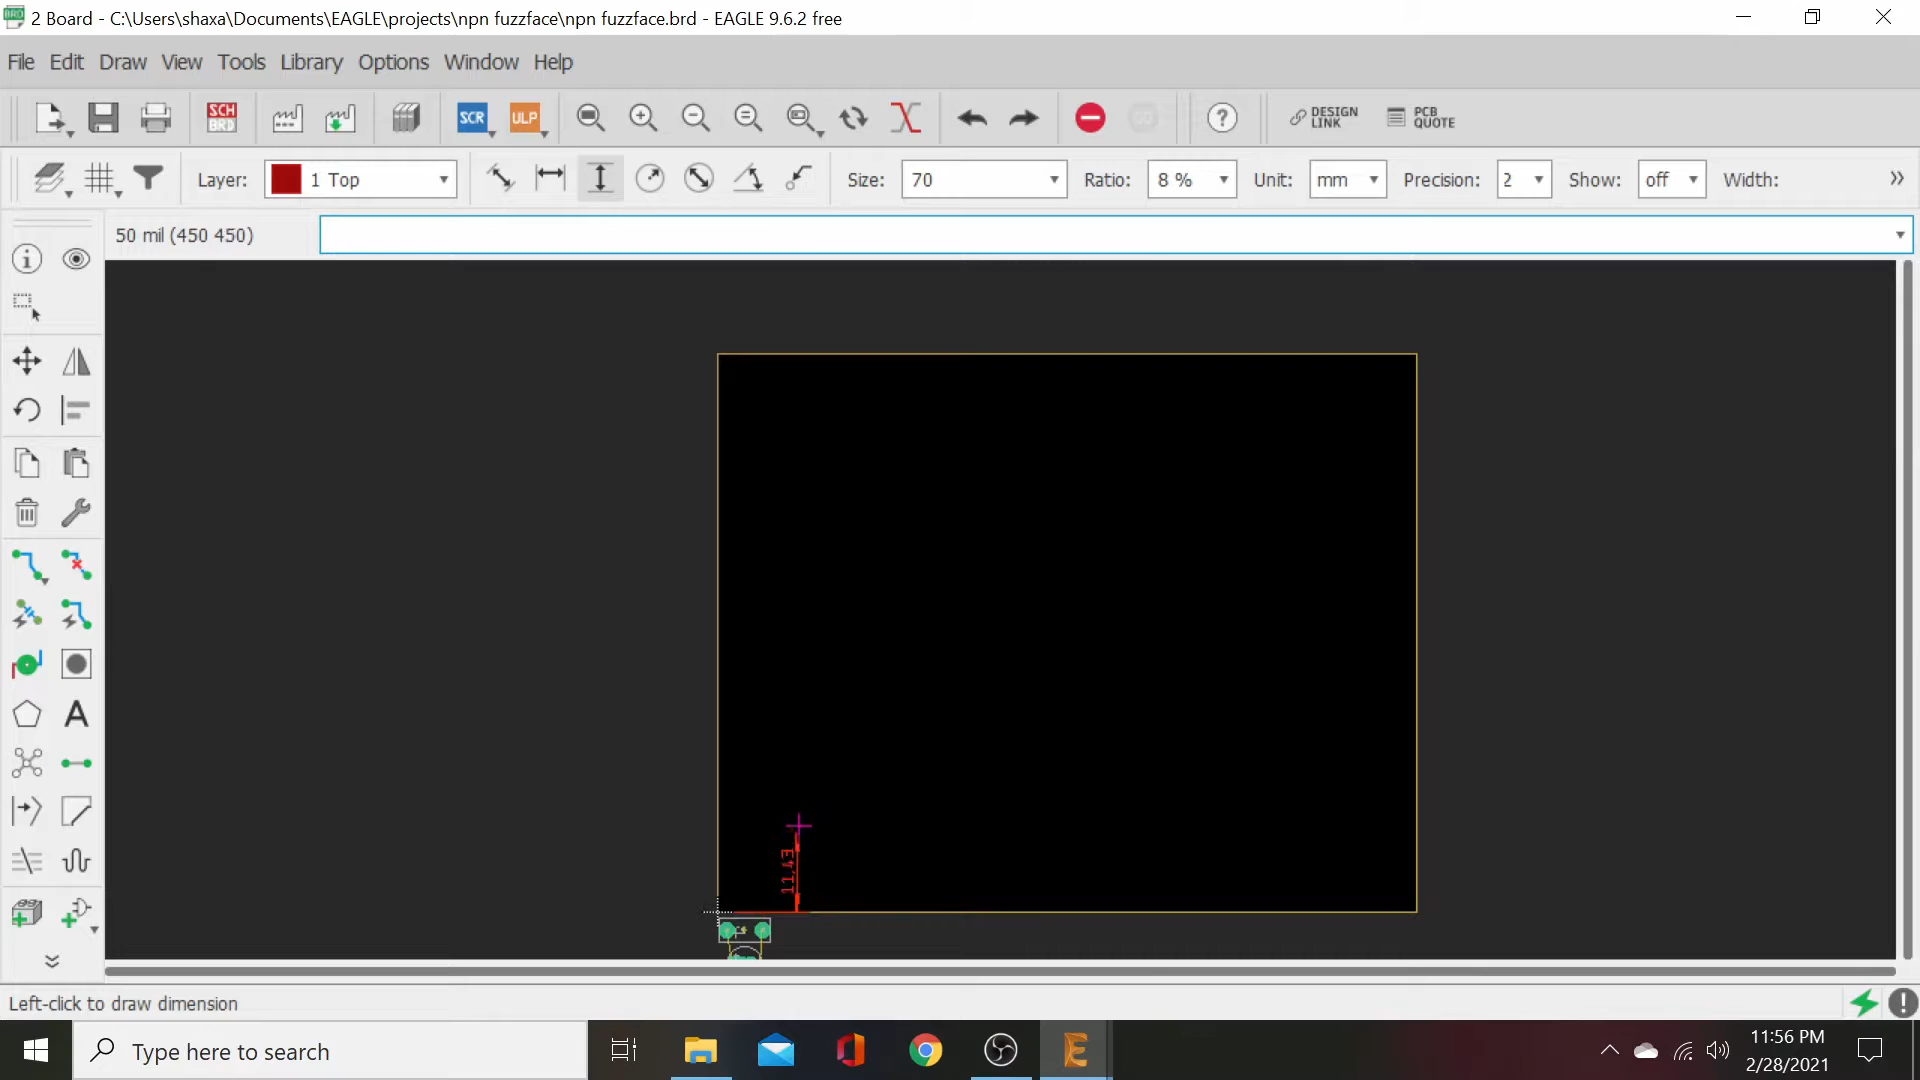 2 Board - C:\Users\shaxa\Documents\EAGLE\projects\npn fuzzface\npn fuzzface.brd - EAGLE 9.6.2 free
File Edit Draw View Tools Library Options Window Help
SCH BRD SCR ULP DESIGN LINK PCB QUOTE
Layer: 1 Top Size: 70 Ratio: 8 % Unit: mm Precision: 2 Show: off Width:
50 mil (450 450)
11,43
Left-click to draw dimension
Type here to search
11:56 PM
2/28/2021